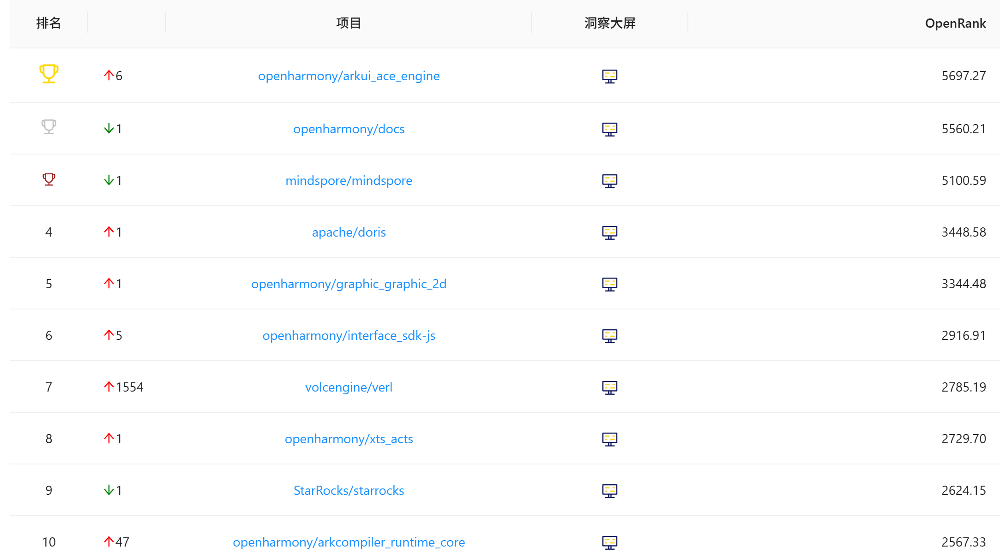 排名 项目 洞察大屏 OpenRank
↑6 openharmony/arkui_ace_engine 5697.27
↓1 openharmony/docs 5560.21
↓1 mindspore/mindspore 5100.59
4 ↑1 apache/doris 3448.58
5 ↑1 openharmony/graphic_graphic_2d 3344.48
6 ↑5 openharmony/interface_sdk-js 2916.91
7 ↑1554 volcengine/verl 2785.19
8 ↑1 openharmony/xts_acts 2729.70
9 ↓1 StarRocks/starrocks 2624.15
10 ↑47 openharmony/arkcompiler_runtime_core 2567.33